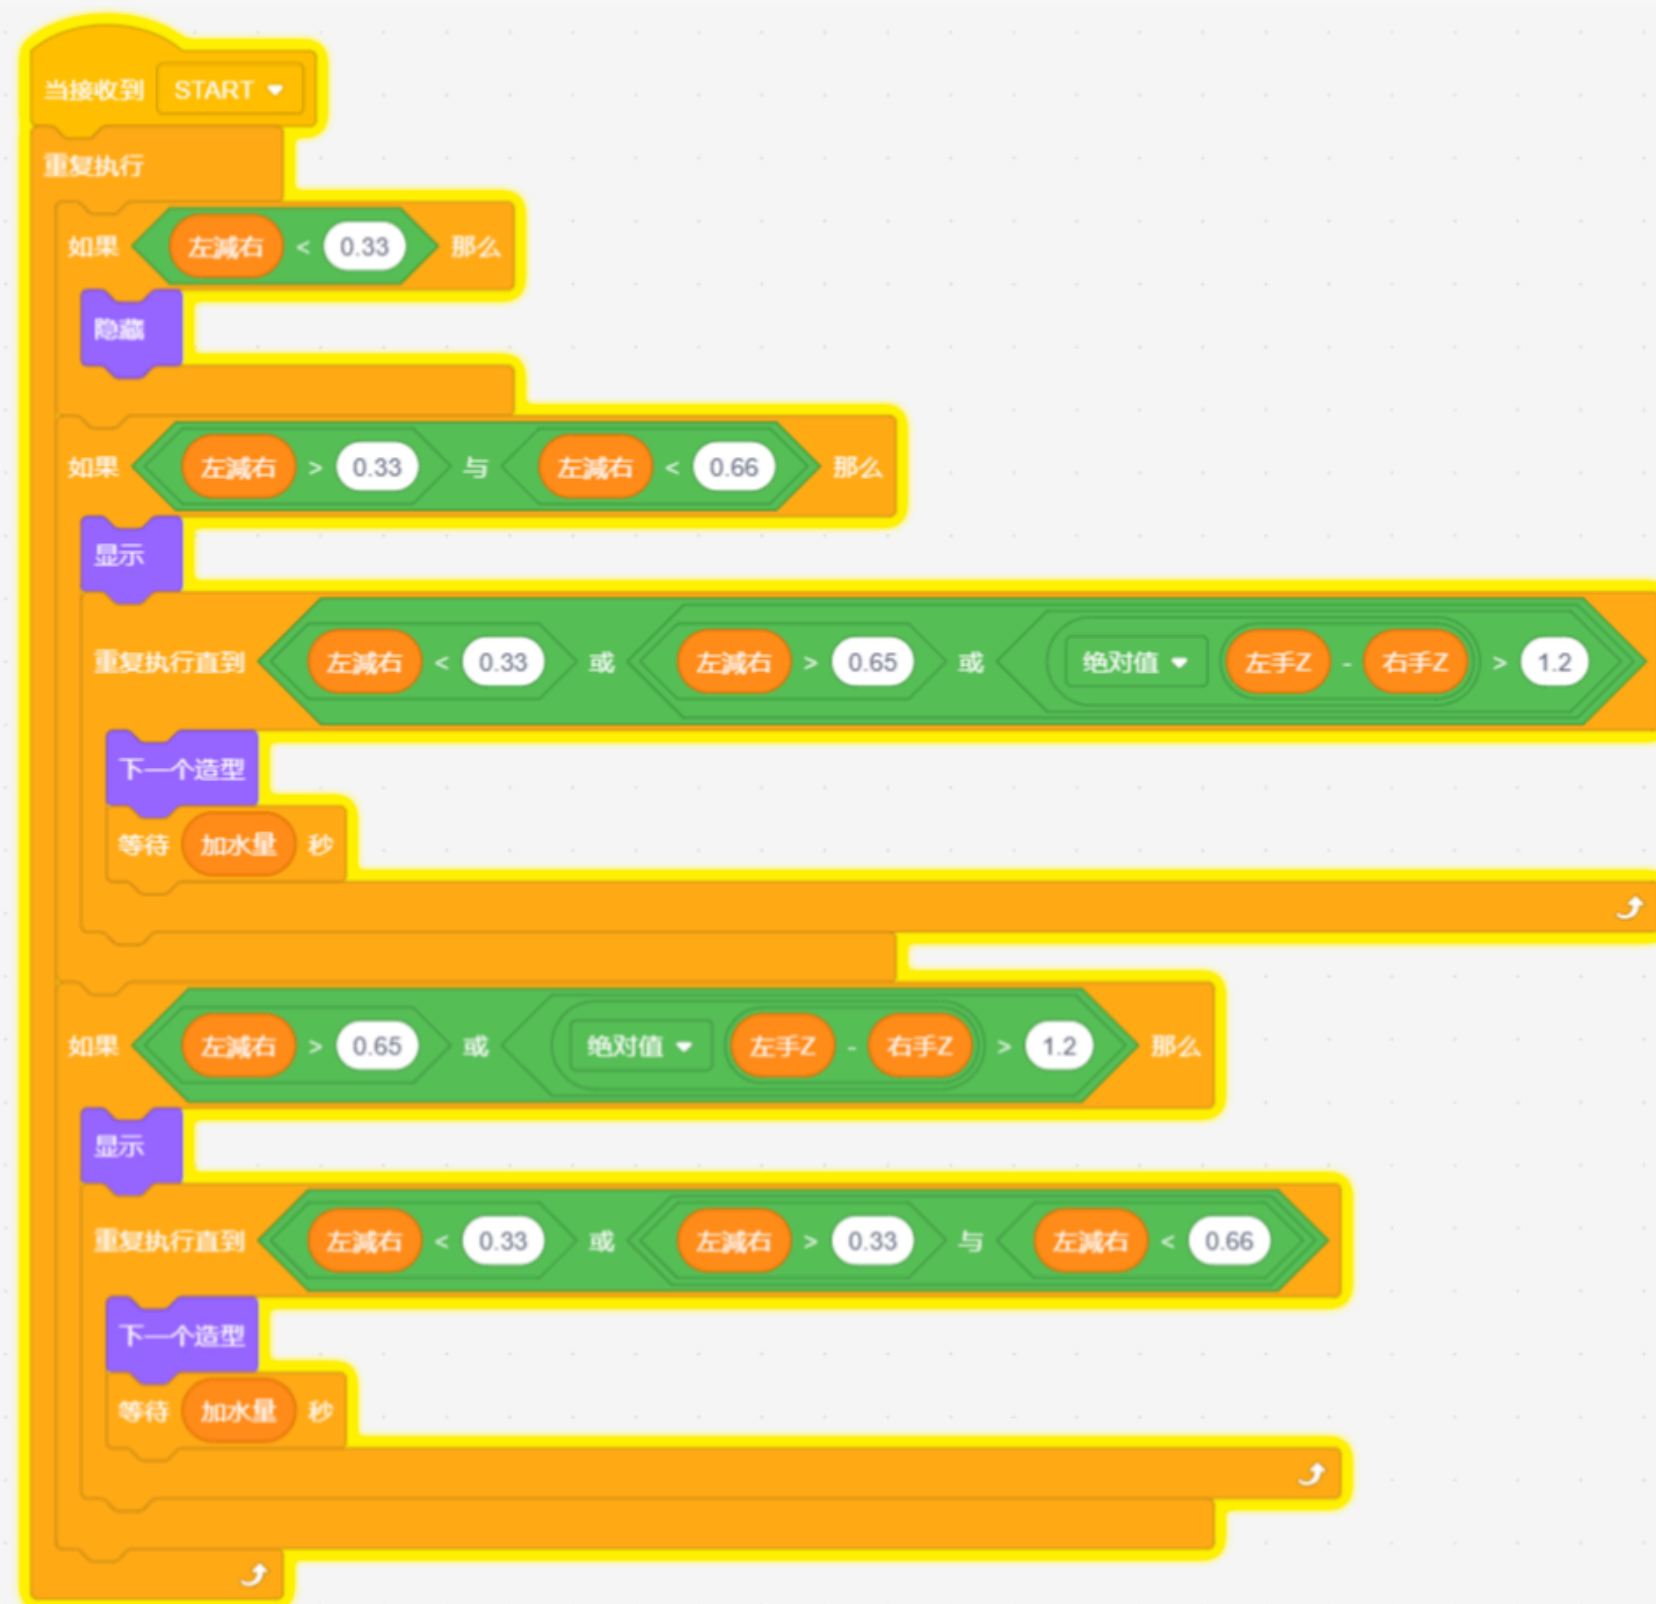 当接收到 START
重复执行
如果 左减右 < 0.33 那么
隐藏
如果 左减右 > 0.33 与 左减右 < 0.66 那么
显示
重复执行直到 左减右 < 0.33 或 左减右 > 0.65 或 绝对值 左手Z - 右手Z > 1.2
下一个造型
等待 加水量 秒
如果 左减右 > 0.65 或 绝对值 左手Z - 右手Z > 1.2 那么
显示
重复执行直到 左减右 < 0.33 或 左减右 > 0.33 与 左减右 < 0.66
下一个造型
等待 加水量 秒